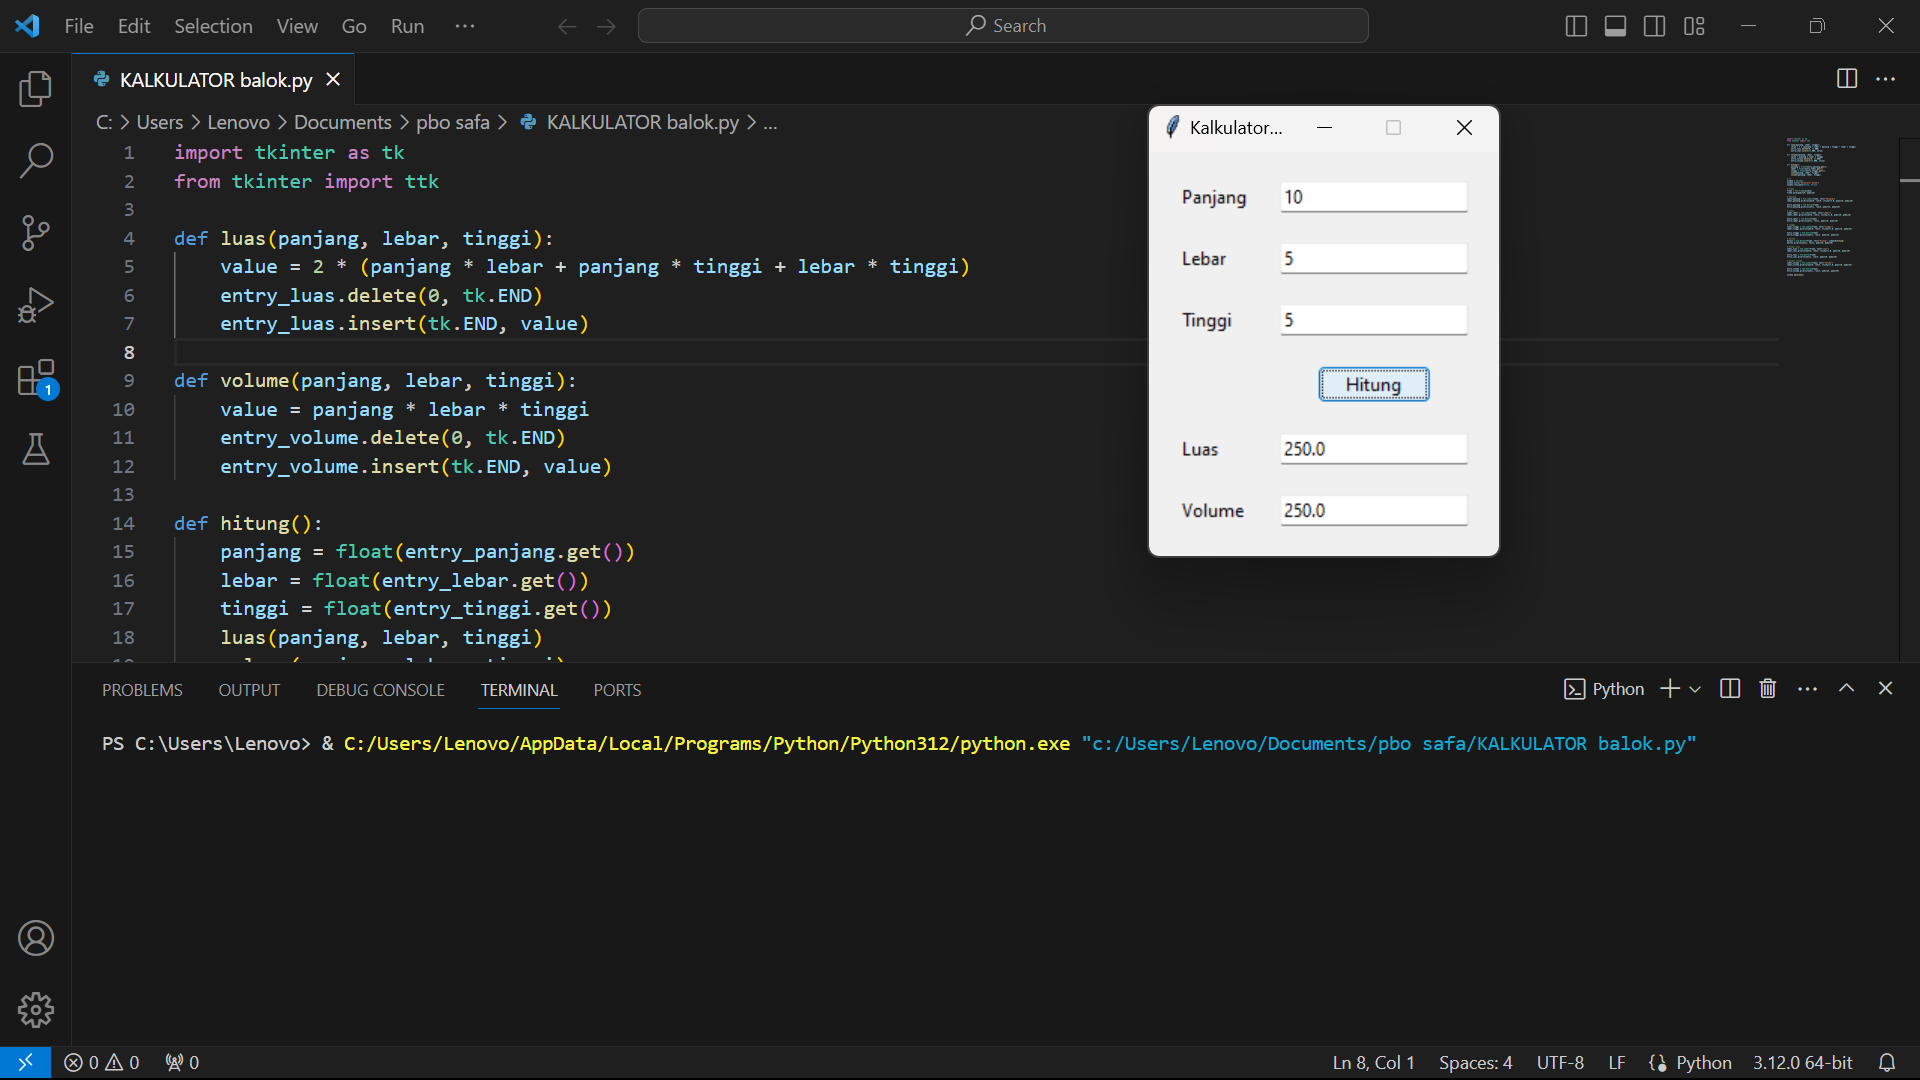 File Edit Selection View Go Run ··· Search
KALKULATOR balok.py
C: > Users > Lenovo > Documents > pbo safa > KALKULATOR balok.py > ...
1 import tkinter as tk
2 from tkinter import ttk
3
4 def luas(panjang, lebar, tinggi):
5 value = 2 * (panjang * lebar + panjang * tinggi + lebar * tinggi)
6 entry_luas.delete(0, tk.END)
7 entry_luas.insert(tk.END, value)
8
9 def volume(panjang, lebar, tinggi):
10 value = panjang * lebar * tinggi
11 entry_volume.delete(0, tk.END)
12 entry_volume.insert(tk.END, value)
13
14 def hitung():
15 panjang = float(entry_panjang.get())
16 lebar = float(entry_lebar.get())
17 tinggi = float(entry_tinggi.get())
18 luas(panjang, lebar, tinggi)
Kalkulator...
Panjang 10
Lebar 5
Tinggi 5
Hitung
Luas 250.0
Volume 250.0
1
PROBLEMS OUTPUT DEBUG CONSOLE TERMINAL PORTS Python
PS C:\Users\Lenovo> & C:/Users/Lenovo/AppData/Local/Programs/Python/Python312/python.exe "c:/Users/Lenovo/Documents/pbo safa/KALKULATOR balok.py"
0 0 0 Ln 8, Col 1 Spaces: 4 UTF-8 LF Python 3.12.0 64-bit